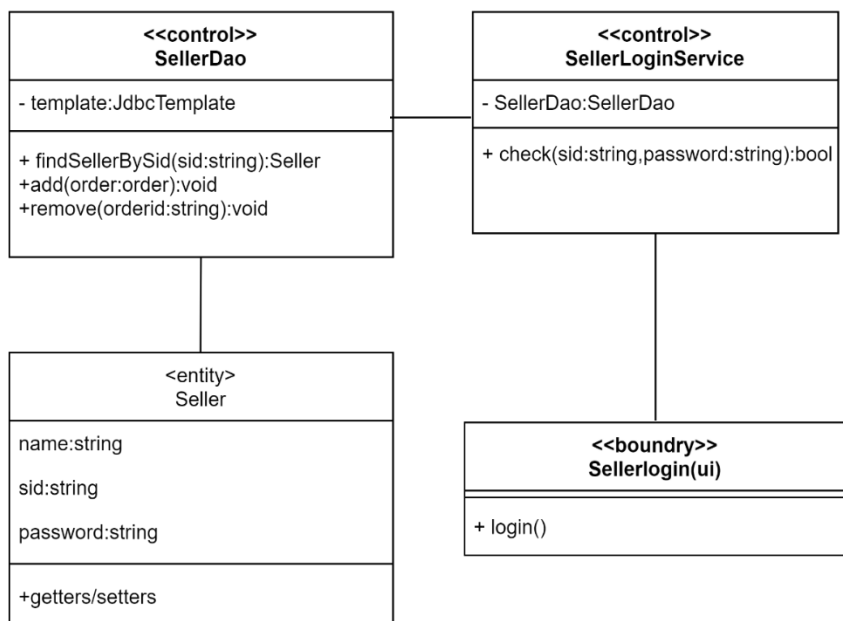 <<control>>
SellerDao
- template:JdbcTemplate
+ findSellerBySid(sid:string):Seller
+add(order:order):void
+remove(orderid:string):void
<<control>>
SellerLoginService
- SellerDao:SellerDao
+ check(sid:string,password:string):bool
<entity>
Seller
name:string
sid:string
password:string
+getters/setters
<<boundry>>
Sellerlogin(ui)
+ login()